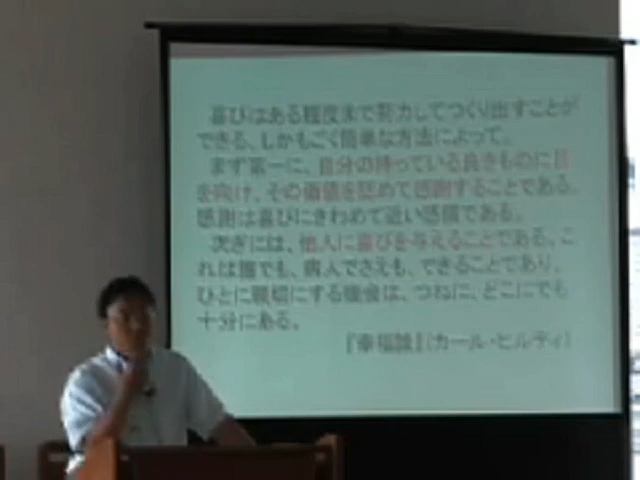 喜びはある程度まで努力してつくり出すことが
できる、しかもごく簡単な方法によって。
まず第一に、自分の持っている良きものに目
を向け、その価値を認めて感謝することである。
感謝は喜びにきわめて近い感情である。
次ぎには、他人に喜びを与えることである。こ
れは誰でも、病人でさえも、できることであり、
ひとに親切にする機会は、つねに、どこにでも
十分にある。
『幸福論』(カール・ヒルティ)